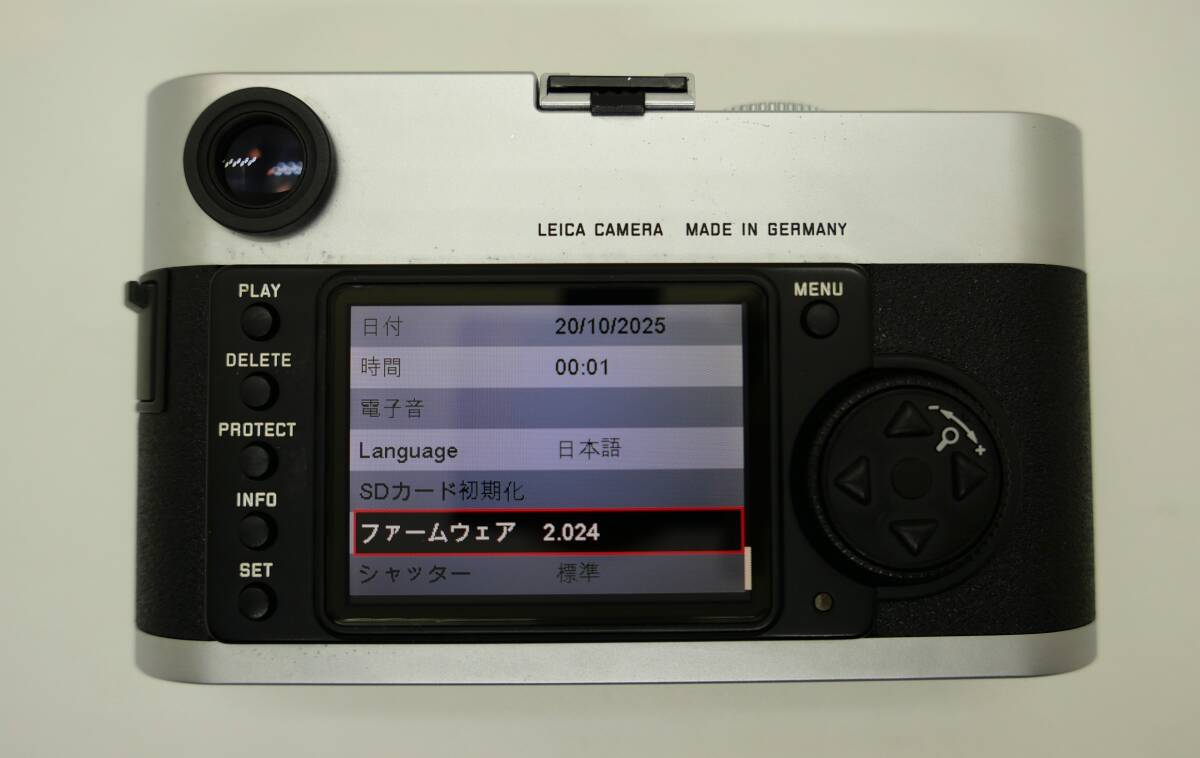 LEICA CAMERA MADE IN GERMANY
PLAY
DELETE
PROTECT
INFO
SET
MENU
日付 20/10/2025
時間 00:01
電子音
Language 日本語
SDカード初期化
ファームウェア 2.024
シャッター 標準
- +